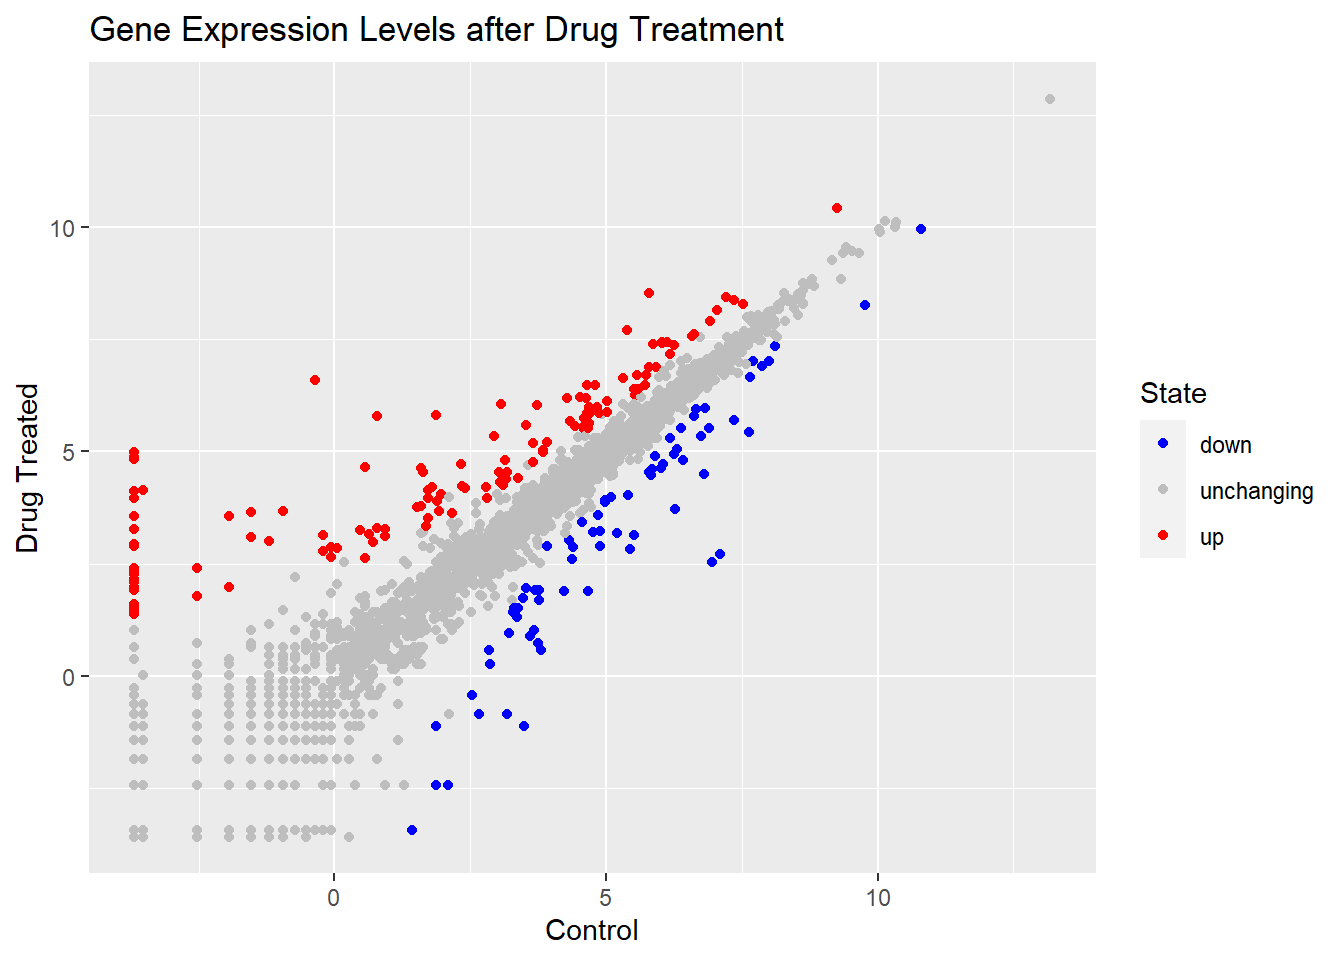 Gene Expression Levels after Drug Treatment
10
5
0
Drug Treated
0 5 10
Control
State
down
unchanging
up